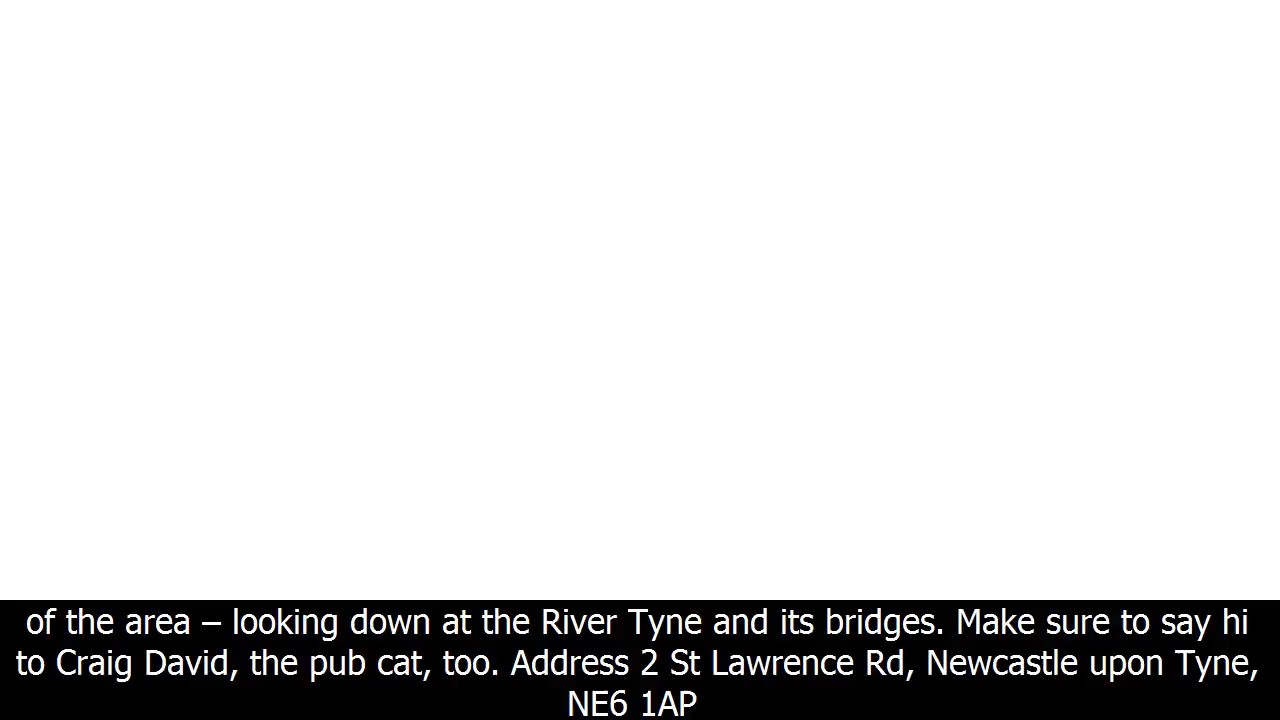 of the area – looking down at the River Tyne and its bridges. Make sure to say hi
to Craig David, the pub cat, too. Address 2 St Lawrence Rd, Newcastle upon Tyne,
NE6 1AP